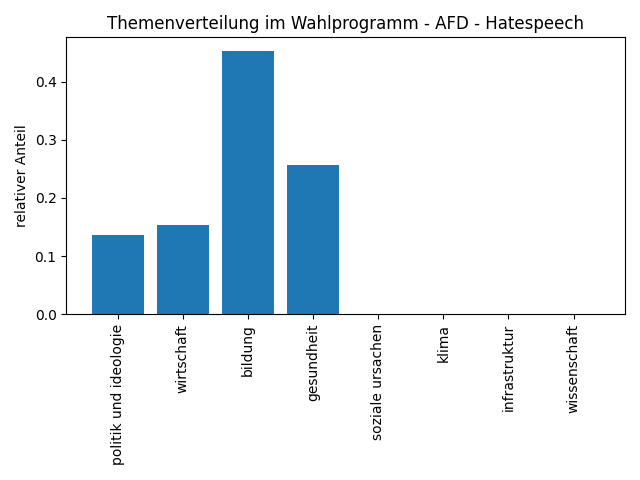 Themenverteilung im Wahlprogramm - AFD - Hatespeech
relativer Anteil
0.4
0.3
0.2
0.1
0.0
politik und ideologie
wirtschaft
bildung
gesundheit
soziale ursachen
klima
infrastruktur
wissenschaft